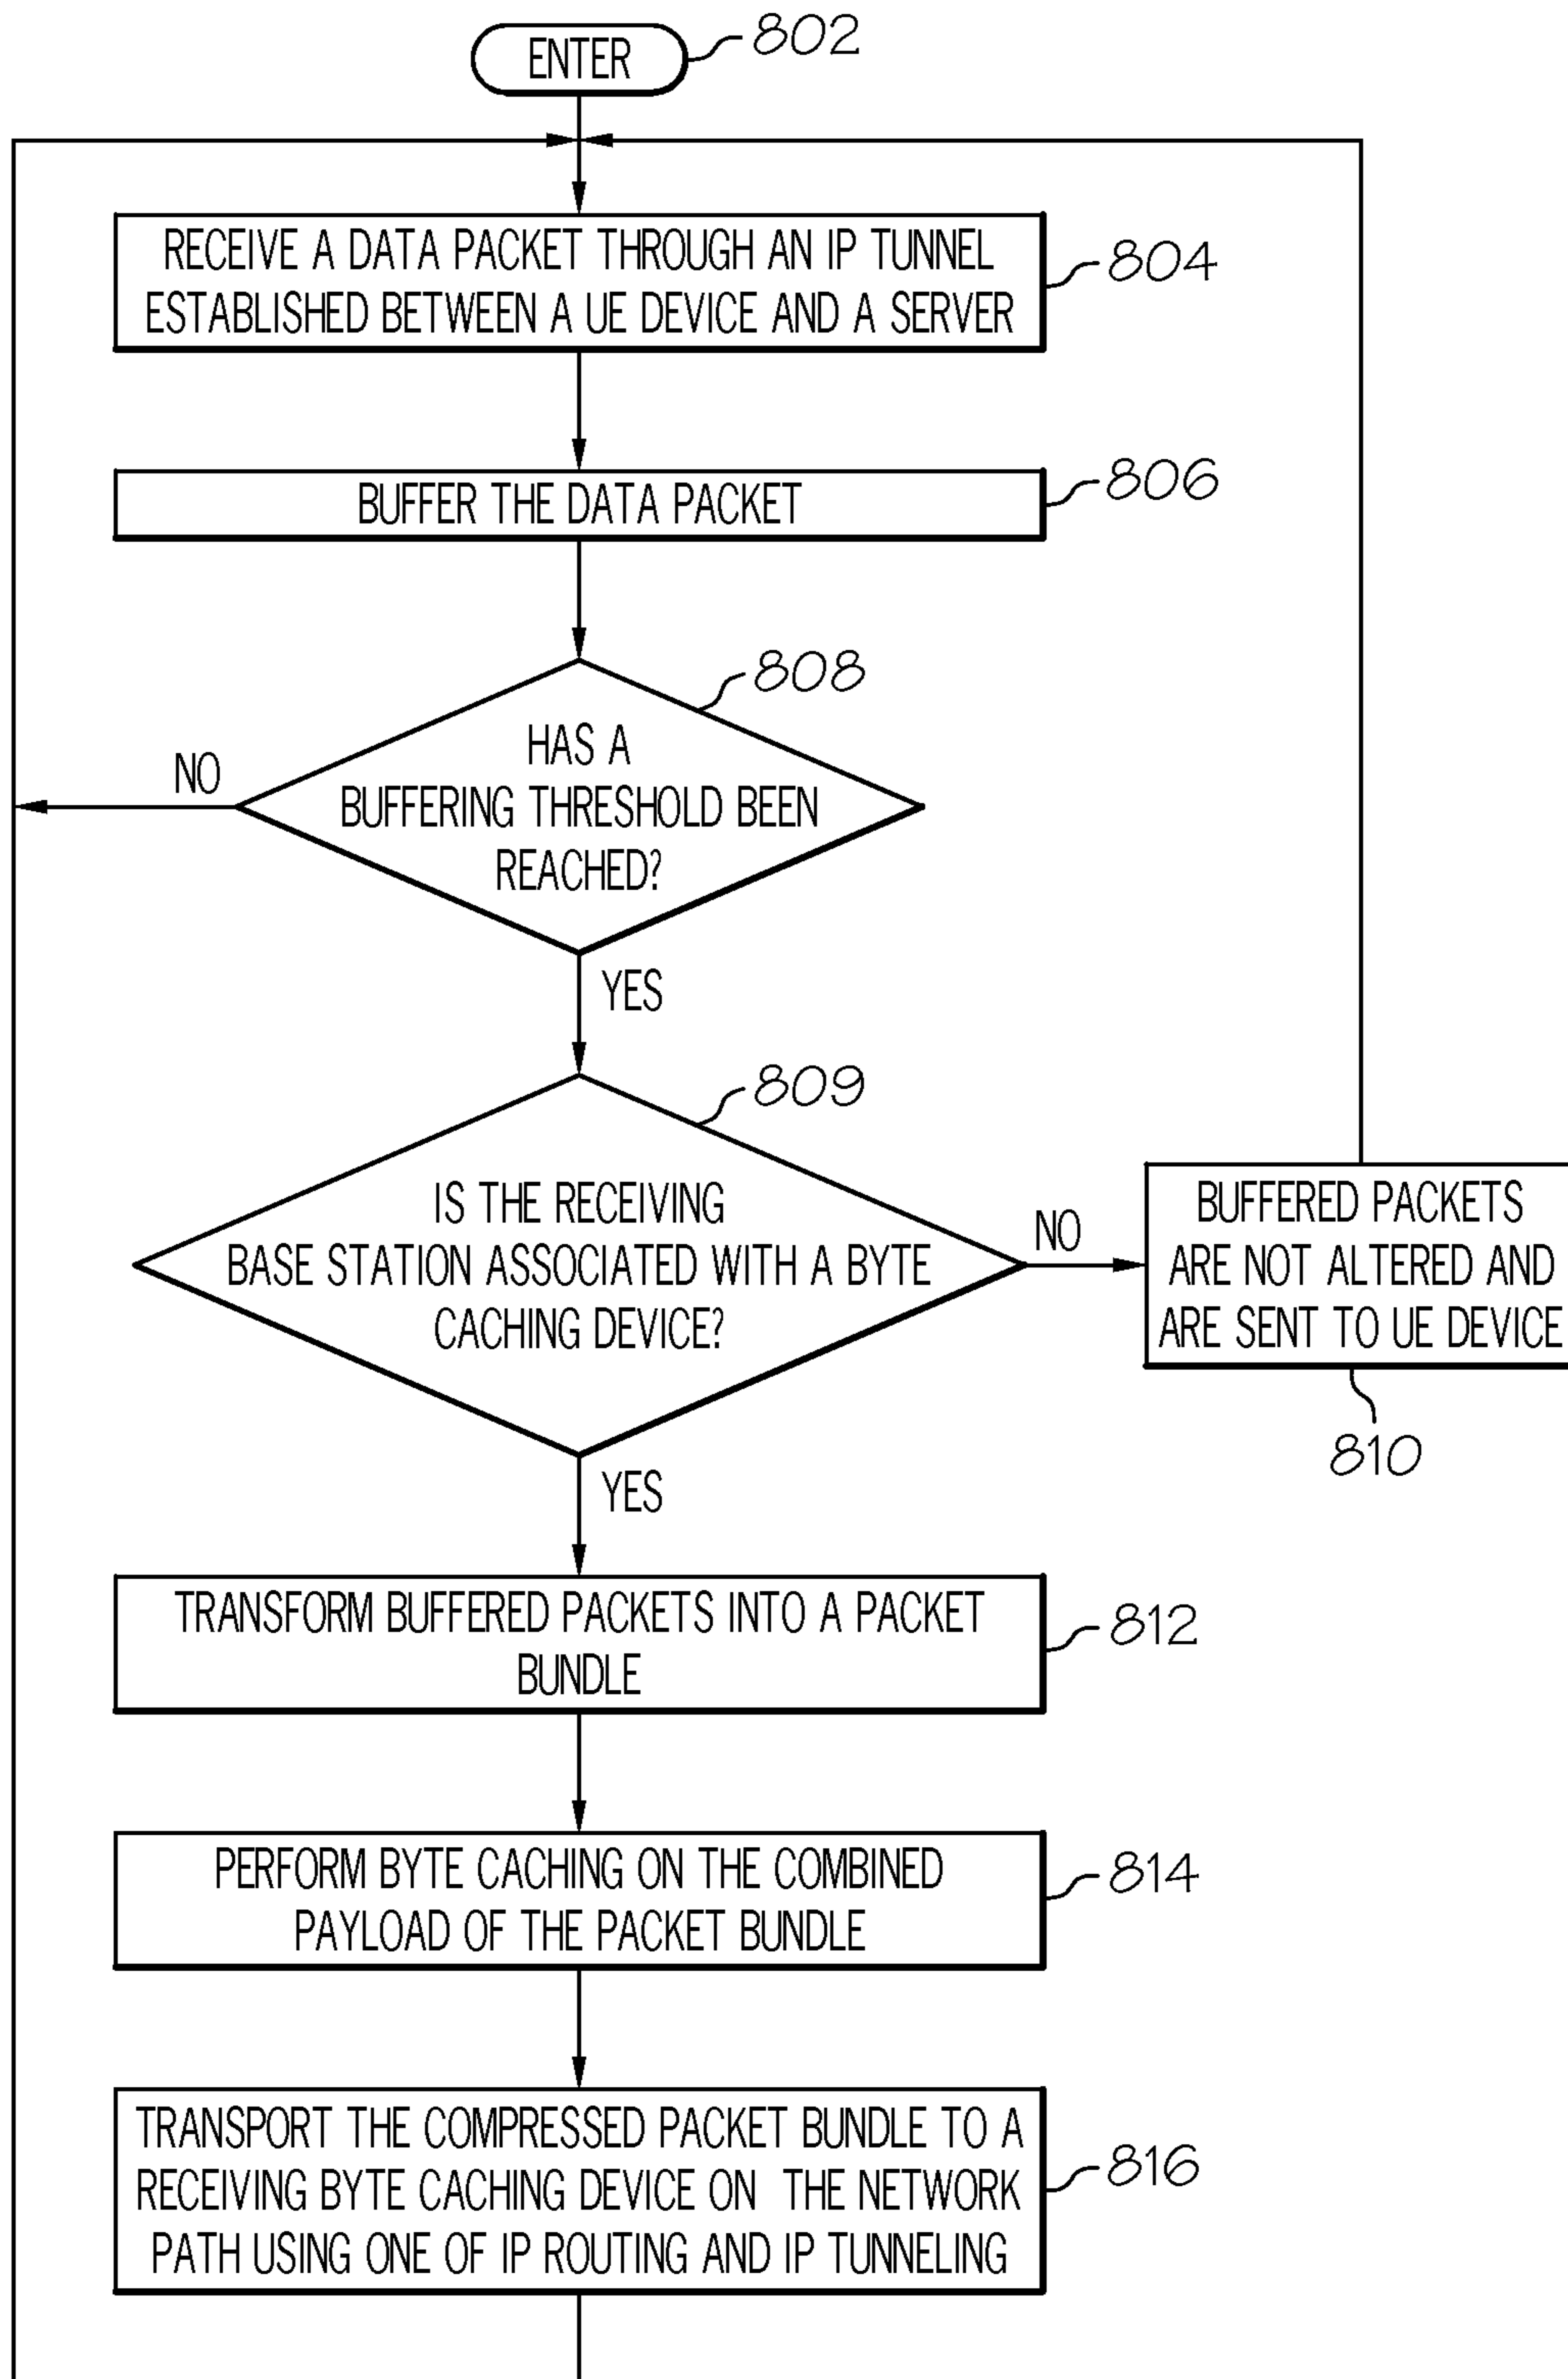 ENTER
802
RECEIVE A DATA PACKET THROUGH AN IP TUNNEL
ESTABLISHED BETWEEN A UE DEVICE AND A SERVER
804
BUFFER THE DATA PACKET
806
808
HAS A
BUFFERING THRESHOLD BEEN
REACHED?
NO
YES
809
IS THE RECEIVING
BASE STATION ASSOCIATED WITH A BYTE
CACHING DEVICE?
NO
BUFFERED PACKETS
ARE NOT ALTERED AND
ARE SENT TO UE DEVICE
810
YES
TRANSFORM BUFFERED PACKETS INTO A PACKET
BUNDLE
812
PERFORM BYTE CACHING ON THE COMBINED
PAYLOAD OF THE PACKET BUNDLE
814
TRANSPORT THE COMPRESSED PACKET BUNDLE TO A
RECEIVING BYTE CACHING DEVICE ON THE NETWORK
PATH USING ONE OF IP ROUTING AND IP TUNNELING
816